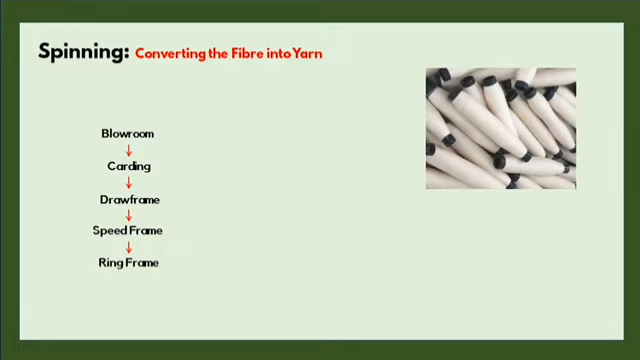 Spinning: Converting the Fibre into Yarn
Blowroom
↓
Carding
↓
Drawframe
↓
Speed Frame
↓
Ring Frame